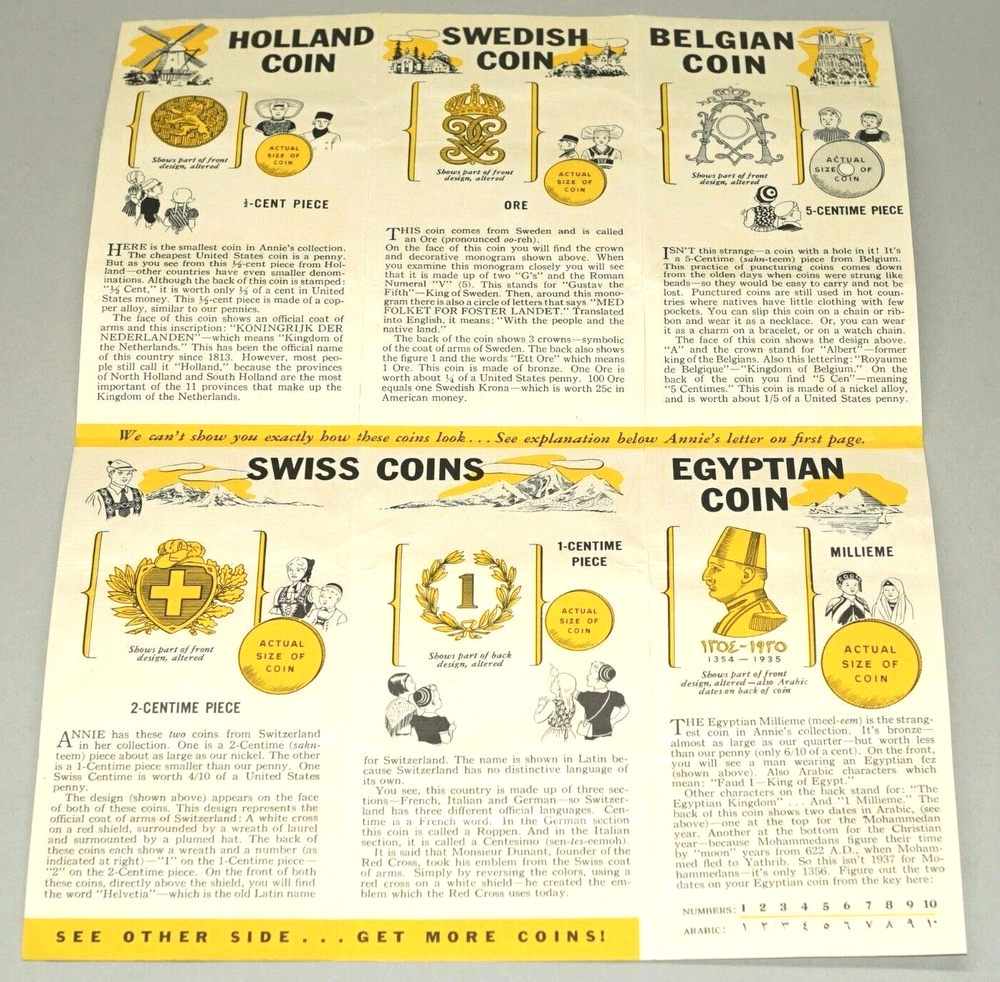 HOLLAND
COIN
Shows part of front
design, altered
ACTUAL
SIZE OF
COIN
½-CENT PIECE
HERE is the smallest coin in Annie's collection.
The cheapest United States coin is a penny.
But as you see from this ½-cent piece from Hol-
land—other countries have even smaller denom-
inations. Although the back of this coin is stamped:
"½ Cent," it is worth only of a cent in United
States money. This ½-cent piece is made of a cop-
per alloy, similar to our pennies.
The face of this coin shows an official coat of
arms and this inscription: "KONINGRIJK DER
NEDERLANDEN"—which means "Kingdom of
the Netherlands." This has been the official name
of this country since 1813. However, most peo-
ple still call it "Holland," because the provinces
of North Holland and South Holland are the most
important of the 11 provinces that make up the
Kingdom of the Netherlands.
SWEDISH
COIN
Shows part of front
design, altered
ACTUAL
SIZE OF
COIN
ORE
THIS coin comes from Sweden and is called
an Ore (pronounced oo-reh).
On the face of this coin you will find the crown
and decorative monogram shown above. When
you examine this monogram closely you will see
that it is made up of two "G's" and the Roman
Numeral "V" (5). This stands for "Gustav the
Fifth"—King of Sweden. Then, around this mono-
gram there is also a circle of letters that says "MED
FOLKET FOR FOSTER LANDET." Translated
into English, it means: "With the people and the
native land."
The back of the coin shows 3 crowns—symbolic
of the coat of arms of Sweden. The back also shows
the figure 1 and the words "Ett Ore" which means
1 Ore. This coin is made of bronze. One Ore is
worth about ¼ of a United States penny. 100 Ore
equals one Swedish Krona—which is worth 25c in
American money.
BELGIAN
COIN
Shows part of front
design, altered
ACTUAL
SIZE OF
COIN
5-CENTIME PIECE
ISN'T this strange—a coin with a hole in it! It's
a 5-Centime (sahn-teem) piece from Belgium.
This practice of puncturing coins comes down
from the olden days when coins were strung like
beads—so they would be easy to carry and not be
lost. Punctured coins are still used in hot coun-
tries where natives have little clothing with few
pockets. You can slip this coin on a chain or rib-
bon and wear it as a necklace. Or, you can wear
it as a charm on a bracelet, or on a watch chain.
The face of this coin shows the design above.
"A" and the crown stand for "Albert"—former
king of the Belgians. Also this lettering: "Royaume
de Belgique"—"Kingdom of Belgium." On the
back of the coin you find "5 Cen"—meaning
"5 Centimes." This coin is made of a nickel alloy,
and is worth about 1/5 of a United States penny.
We can't show you exactly how these coins look... See explanation below Annie's letter on first page.
SWISS COINS
Shows part of front
design, altered
ACTUAL
SIZE OF
COIN
2-CENTIME PIECE
ANNIE has these two coins from Switzerland
in her collection. One is a 2-Centime (sahn-
teem) piece about as large as our nickel. The other
is a 1-Centime piece smaller than our penny. One
Swiss Centime is worth 4/10 of a United States
penny.
The design (shown above) appears on the face
of both of these coins. This design represents the
official coat of arms of Switzerland: A white cross
on a red shield, surrounded by a wreath of laurel
and surmounted by a plumed hat. The back of
these coins each show a wreath and a number (as
indicated at right)—"1" on the 1-Centime piece—
"2" on the 2-Centime piece. On the front of both
these coins, directly above the shield, you will find
the word "Helvetia"—which is the old Latin name
1-CENTIME
PIECE
1
Shows part of back
design, altered
ACTUAL
SIZE OF
COIN
for Switzerland. The name is shown in Latin be-
cause Switzerland has no distinctive language of
its own.
You see, this country is made up of three sec-
tions—French, Italian and German—so Switzer-
land has three different official languages. Cen-
time is a French word. In the German section
this coin is called a Roppen. And in the Italian
section, it is called a Centesimo (sen-tes-eemoh).
It is said that Monsieur Dunant, founder of the
Red Cross, took his emblem from the Swiss coat
of arms. Simply by reversing the colors, using a
red cross on a white shield—he created the em-
blem which the Red Cross uses today.
EGYPTIAN
COIN
MILLIEME
١٣٥٤-١٩٣٥
1354—1935
Shows part of front
design, altered—also Arabic
dates on back of coin
ACTUAL
SIZE OF
COIN
THE Egyptian Millieme (meel-eem) is the strang-
est coin in Annie's collection. It's bronze—
almost as large as our quarter—but worth less
than our penny (only 6/10 of a cent). On the front,
you will see a man wearing an Egyptian fez
(shown above). Also Arabic characters which
mean: "Faud I—King of Egypt."
Other characters on the back stand for: "The
Egyptian Kingdom" . . . And "1 Millieme." The
back of this coin shows two dates in Arabic, (see
above)—one at the top for the Mohammedan
year. Another at the bottom for the Christian
year—because Mohammedans figure their time
by "moon" years from 622 A.D., when Moham-
med fled to Yathrib. So this isn't 1937 for Mo-
hammedans—it's only 1356. Figure out the two
dates on your Egyptian coin from the key here:
NUMBERS: 1 2 3 4 5 6 7 8 9 10
ARABIC: ١ ٢ ٣ ٤ ٥ ٦ ٧ ٨ ٩ ١٠
SEE OTHER SIDE...GET MORE COINS!